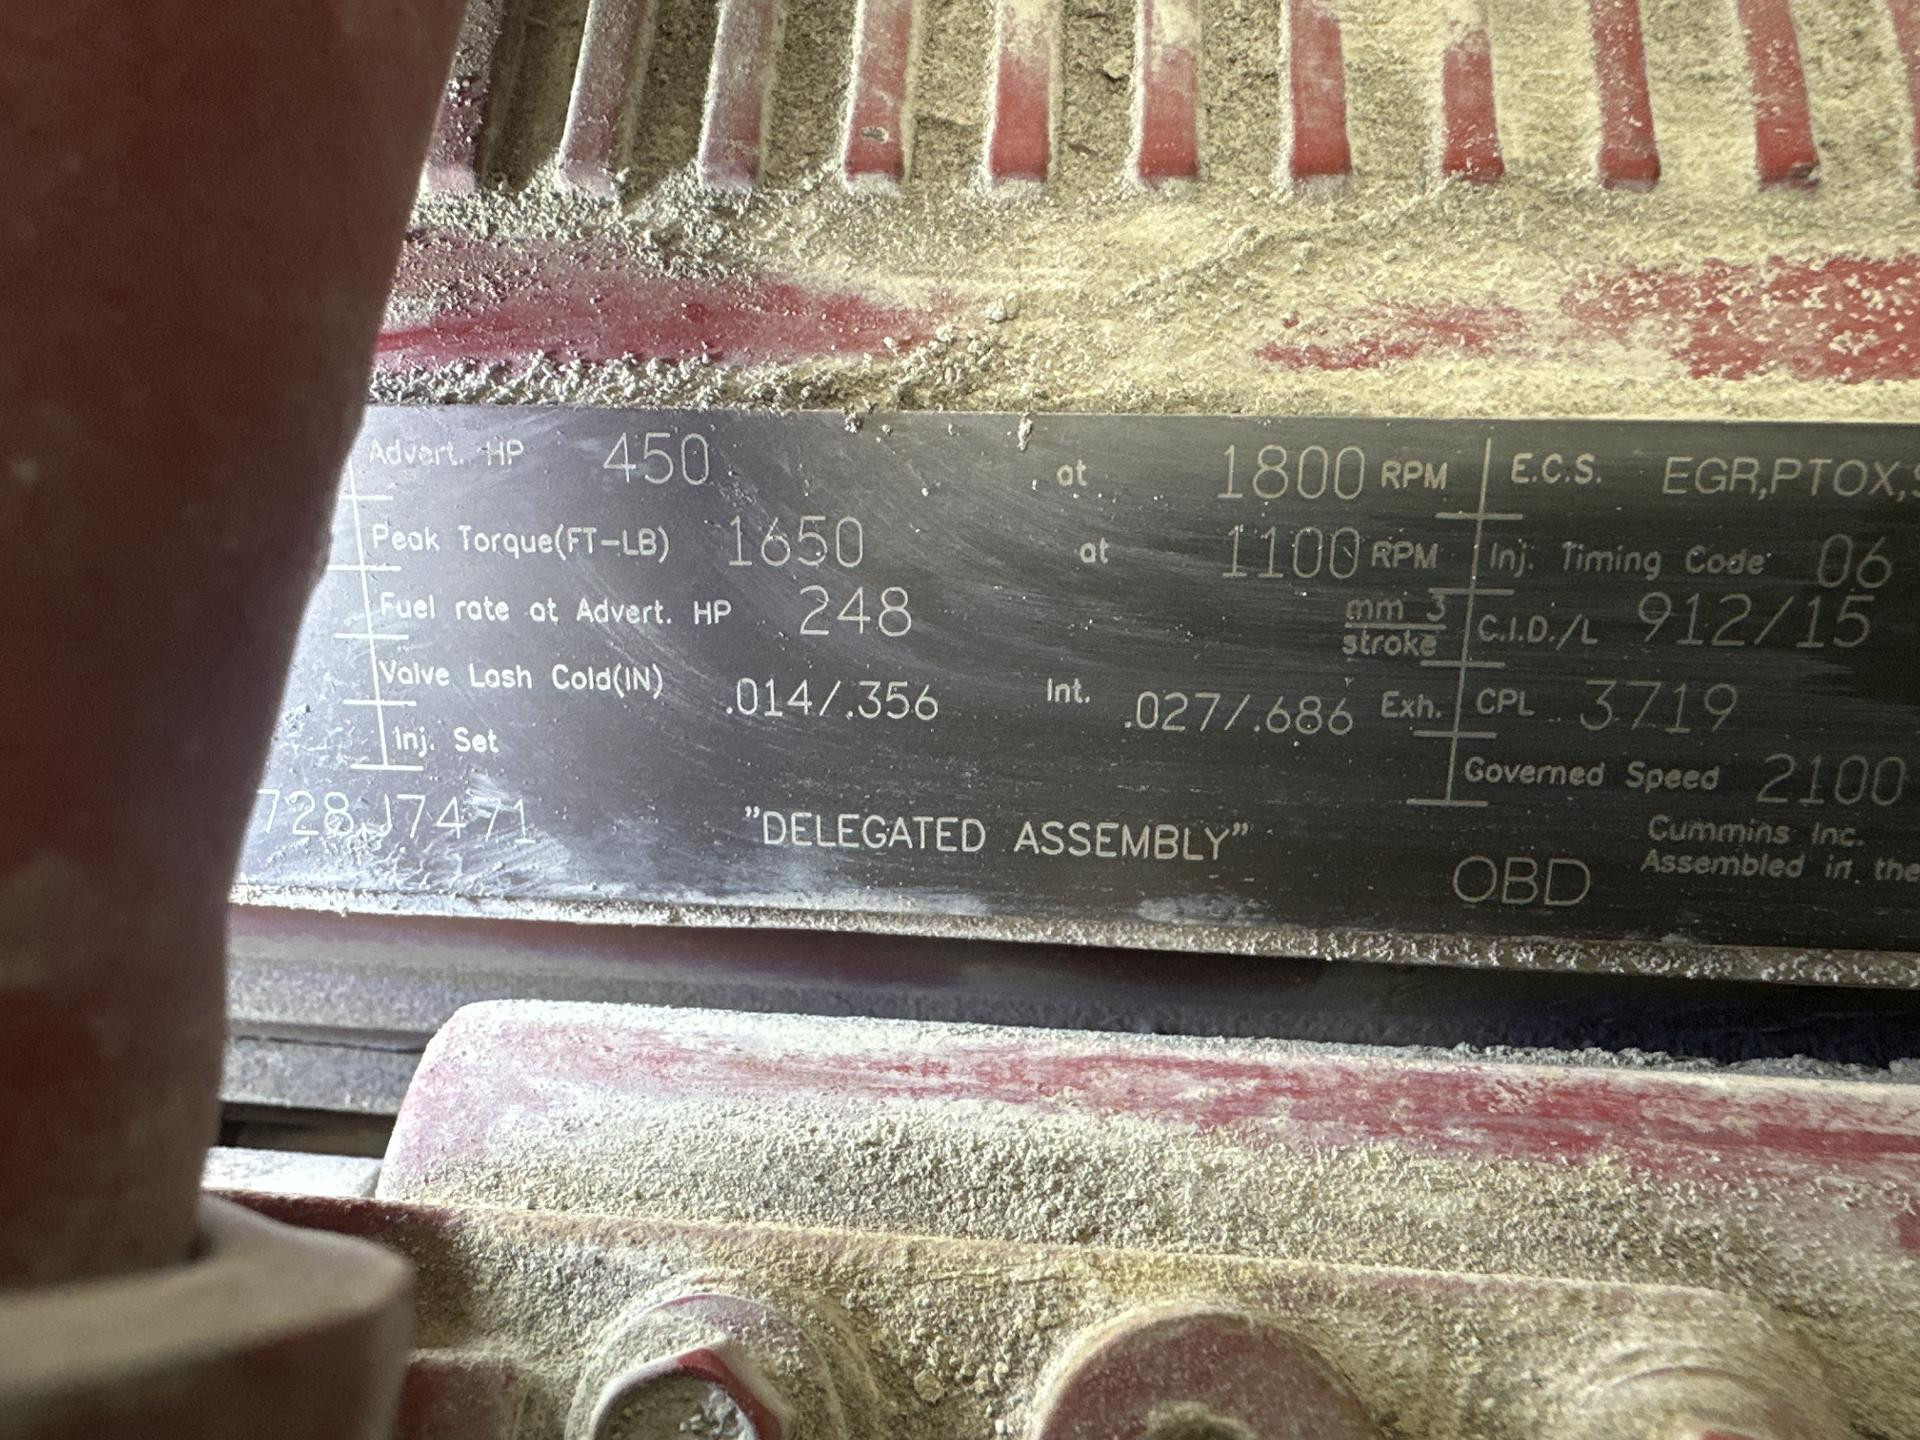 Advert. HP 450 at 1800 RPM
Peak Torque(FT-LB) 1650 at 1100 RPM
Fuel rate at Advert. HP 248 mm 3
stroke
Valve Lash Cold(IN) .014/.356 Int. .027/.686 Exh.
Inj. Set
728J7471
"DELEGATED ASSEMBLY"
E.C.S. EGR,PTOX,
Inj. Timing Code 06
C.I.D./L 912/15
CPL 3719
Governed Speed 2100
Cummins Inc.
Assembled in the
OBD